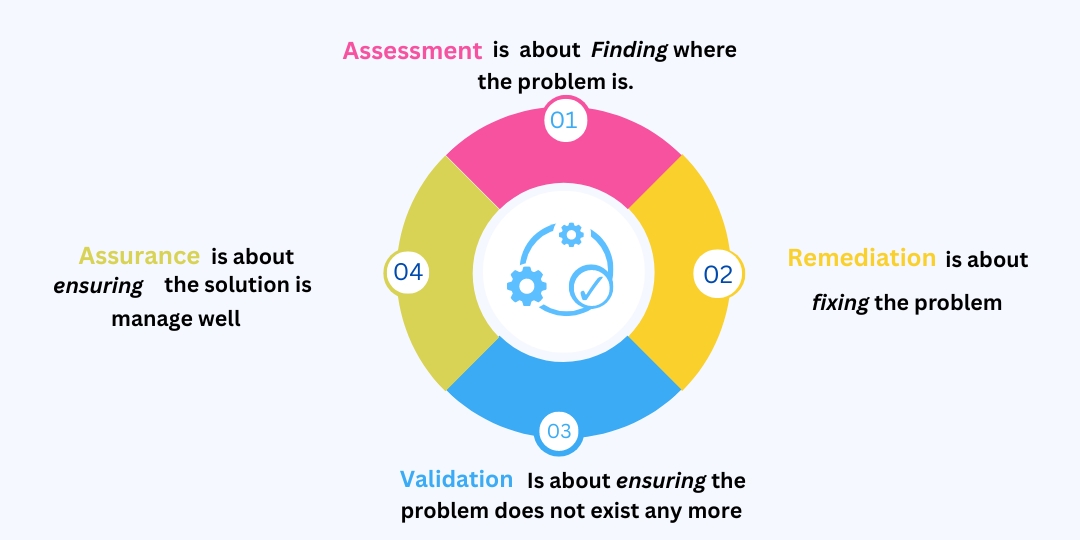 Assessment is about Finding where
the problem is.
01
Remediation is about
fixing the problem
02
03
Validation Is about ensuring the
problem does not exist any more
04
Assurance is about
ensuring the solution is
manage well